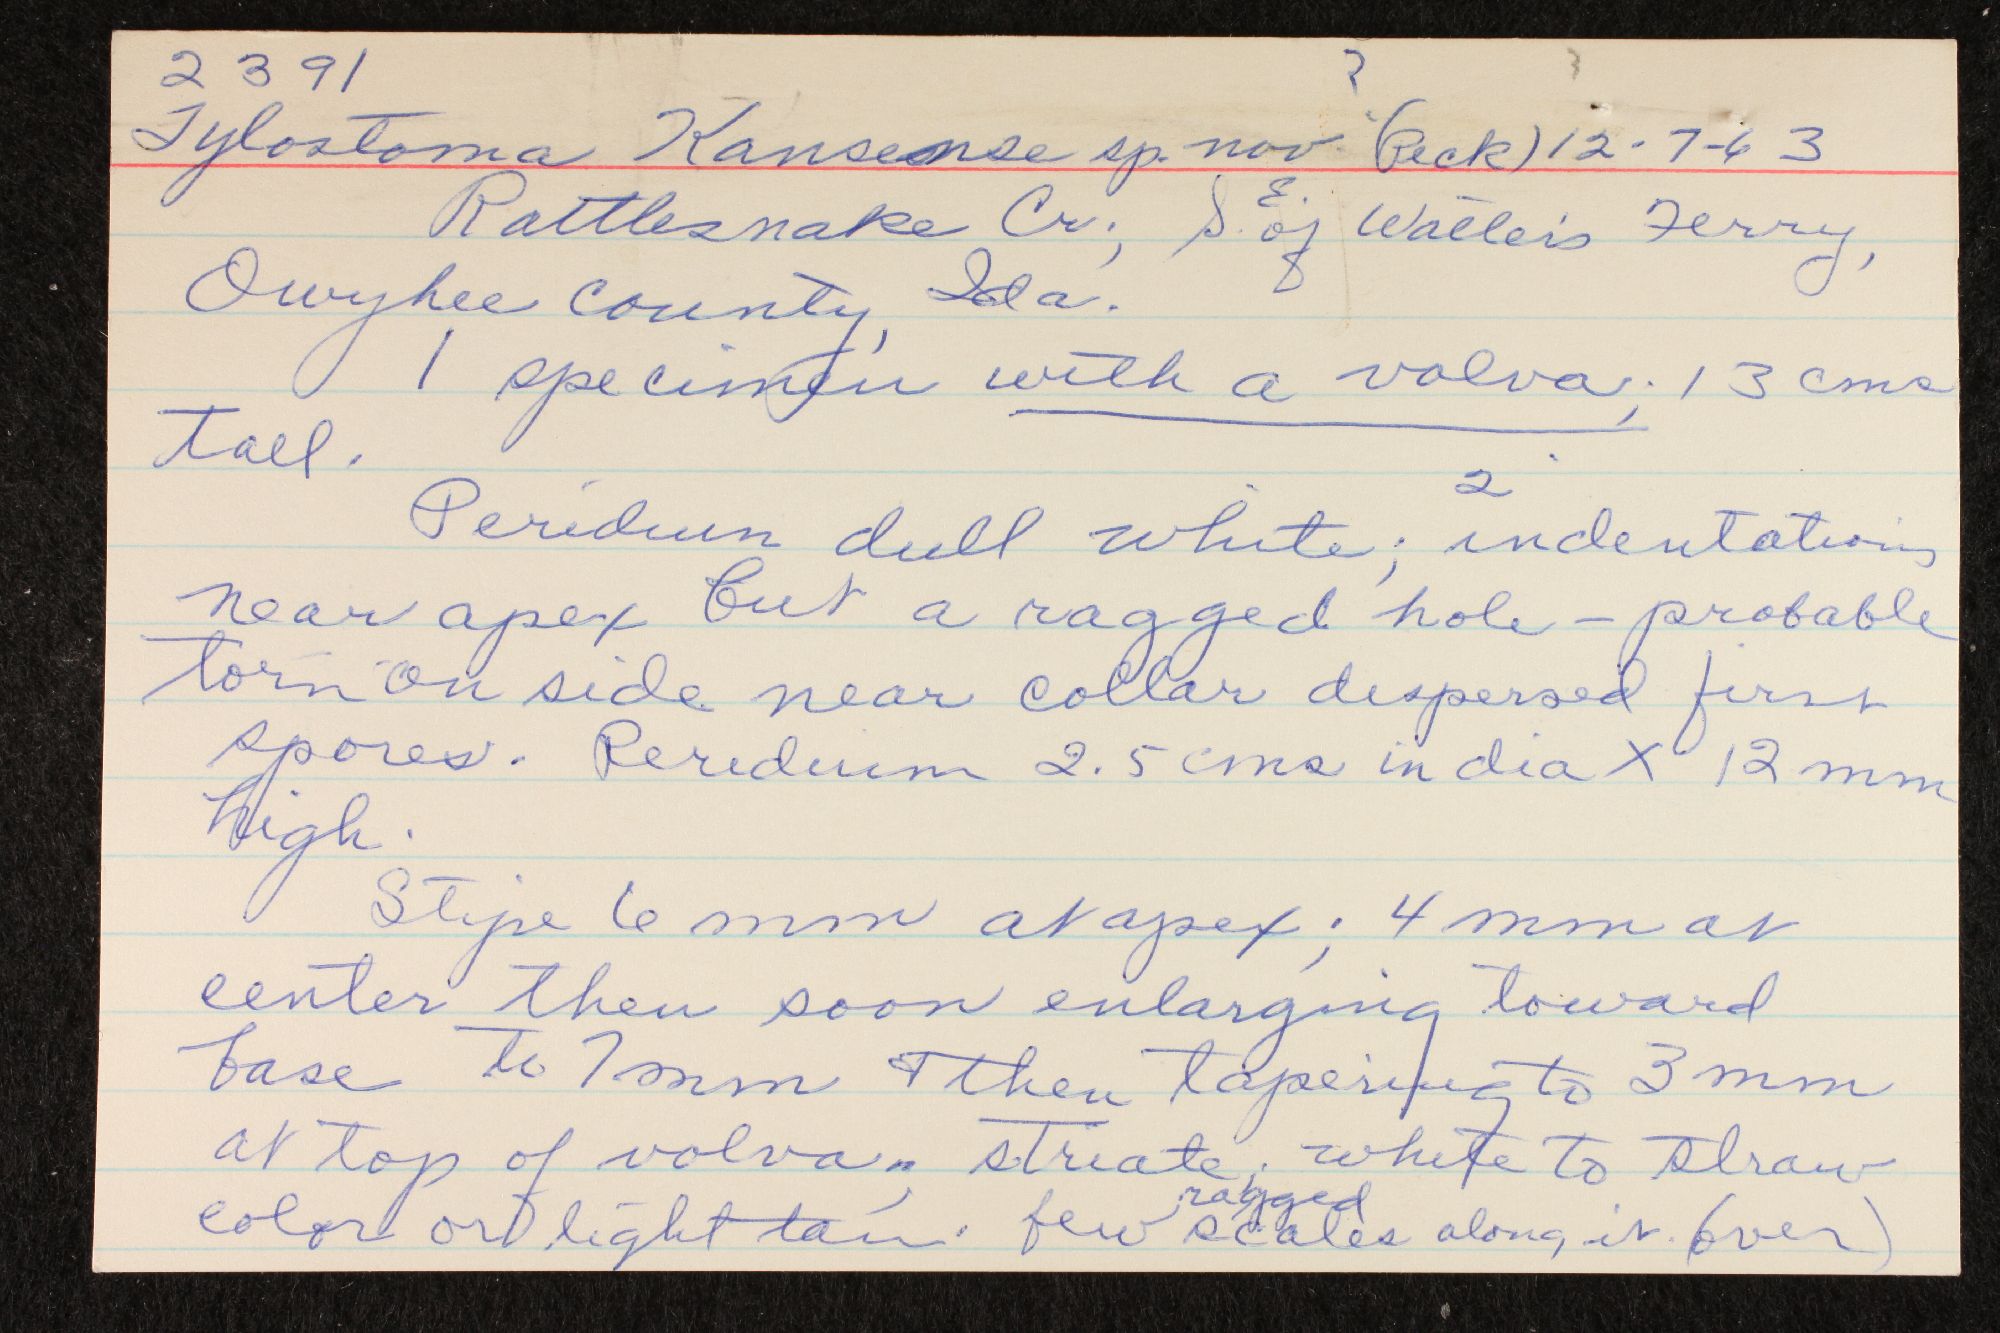 2391
? ?
Tylostoma Kansense sp. nov. (Peck) 12-7-63
Rattlesnake Cr., S.E. of Walters Ferry,
Owyhee County, Ida.
1 specimen with a volva; 13 cms
tall.
Peridium dull white; 2 indentations
near apex but a ragged hole - probable
torn on side near collar dispersed first
spores. Peridium 2.5 cms in dia X 12 mm
high.
Stipe 6 mm at apex; 4 mm at
center then soon enlarging toward
base to 7 mm & then tapering to 3 mm
at top of volva; striate, white to straw
color or light tan. few ragged scales along it. (over)